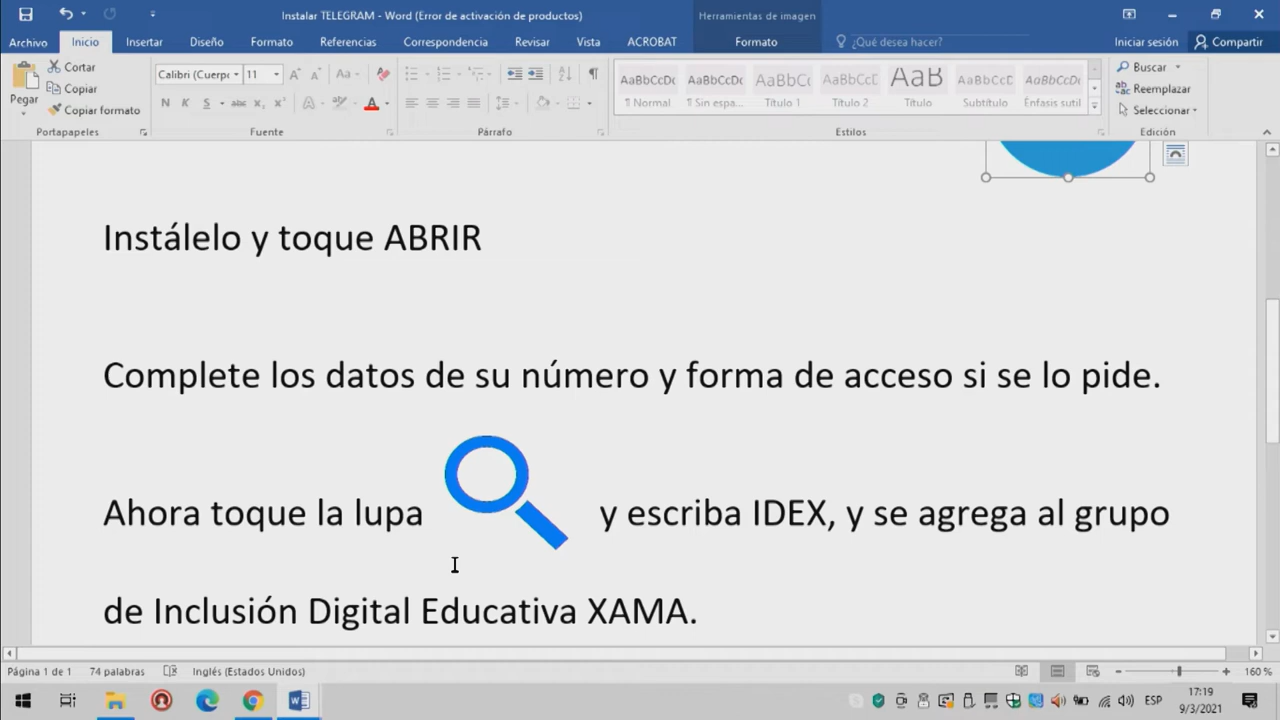 Instalar TELEGRAM - Word (Error de activación de productos)
Herramientas de imagen
Archivo Inicio Insertar Diseño Formato Referencias Correspondencia Revisar Vista ACROBAT Formato ¿Qué desea hacer? Iniciar sesión Compartir
Pegar
Cortar
Copiar
Copiar formato
Portapapeles
Calibri (Cuerp 11
N K S abc x₂ x²
Fuente
Párrafo
AaBbCcDc AaBbCcDc AaBbCc AaBbCcD AaB AaBbCcD AaBbCcDc
¶ Normal ¶ Sin espa... Título 1 Título 2 Título Subtítulo Énfasis sutil
Estilos
Buscar
Reemplazar
Seleccionar
Edición
Instálelo y toque ABRIR
Complete los datos de su número y forma de acceso si se lo pide.
Ahora toque la lupa y escriba IDEX, y se agrega al grupo
de Inclusión Digital Educativa XAMA.
Página 1 de 1 74 palabras Inglés (Estados Unidos) 160 %
ESP
17:19
9/3/2021